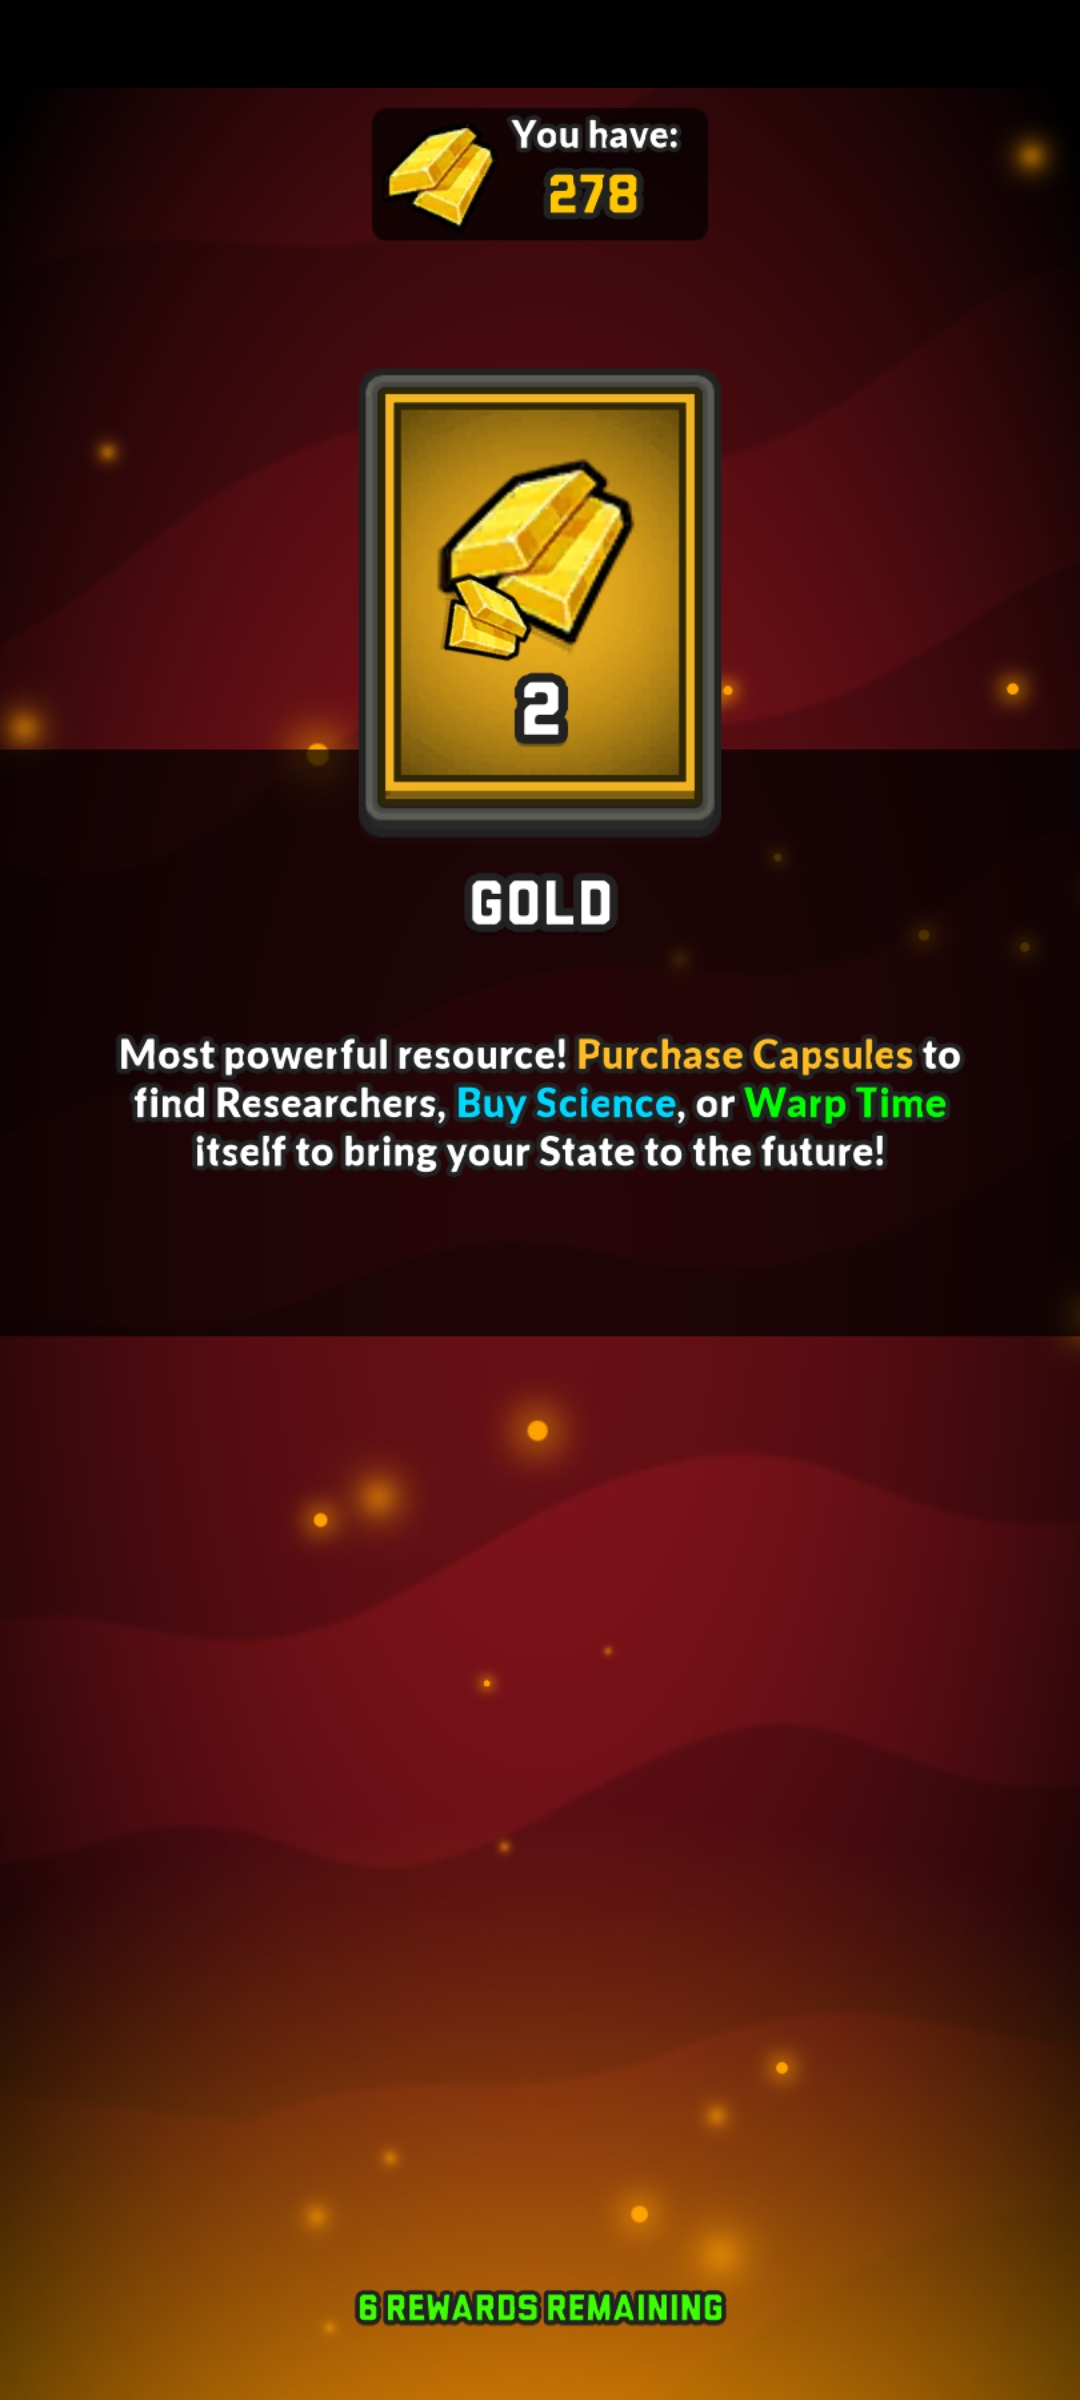 You have:
278
2
GOLD
Most powerful resource! Purchase Capsules to
find Researchers, Buy Science, or Warp Time
itself to bring your State to the future!
6 REWARDS REMAINING